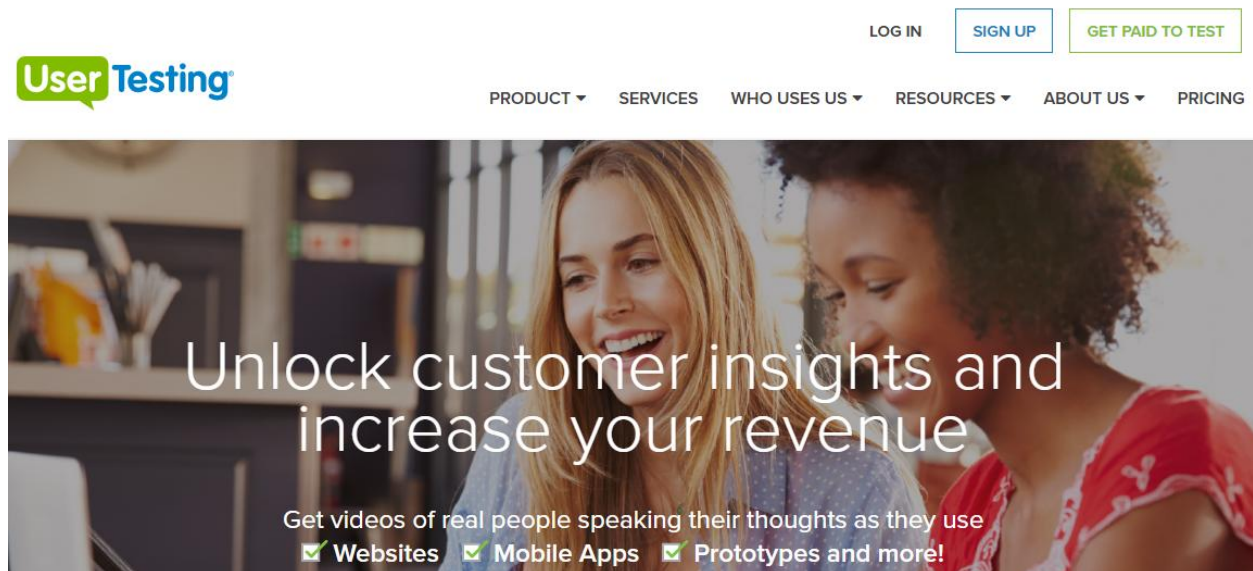 LOG IN SIGN UP GET PAID TO TEST
User Testing®
PRODUCT SERVICES WHO USES US RESOURCES ABOUT US PRICING
Unlock customer insights and
increase your revenue
Get videos of real people speaking their thoughts as they use
Websites Mobile Apps Prototypes and more!